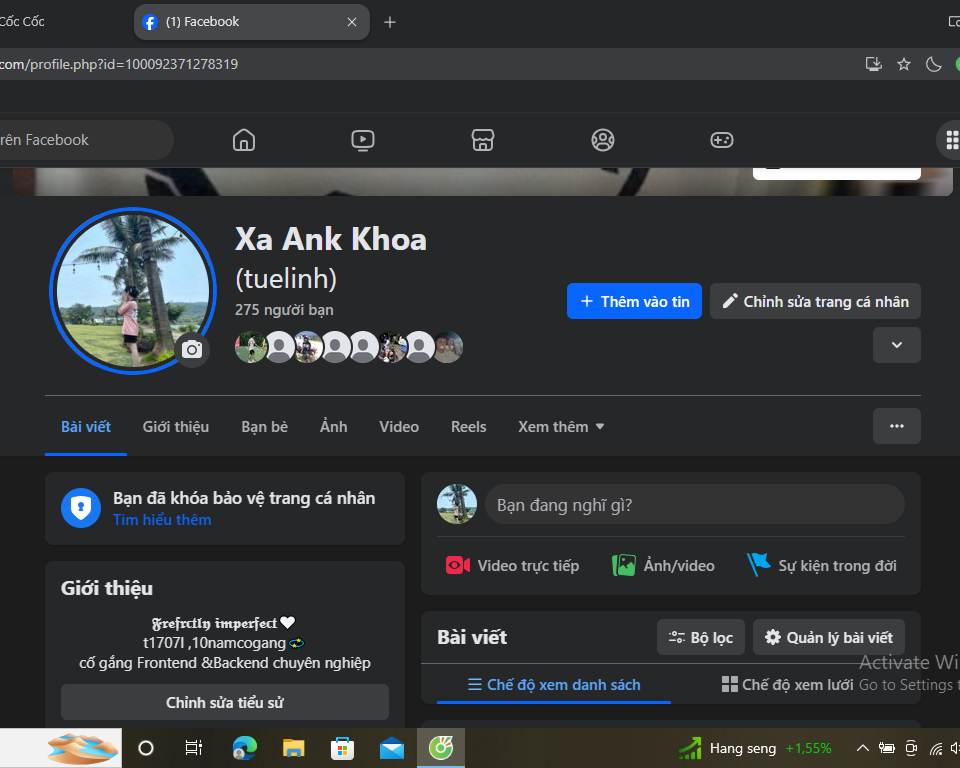 Cốc Cốc
(1) Facebook
com/profile.php?id=100092371278319
rên Facebook
Xa Ank Khoa
(tuelinh)
275 người bạn
+ Thêm vào tin
Chỉnh sửa trang cá nhân
Bài viết
Giới thiệu
Bạn bè
Ảnh
Video
Reels
Xem thêm
Bạn đã khóa bảo vệ trang cá nhân
Tìm hiểu thêm
Bạn đang nghĩ gì?
Video trực tiếp
Ảnh/video
Sự kiện trong đời
Giới thiệu
𝕱𝖗𝖊𝖋𝖗𝖈𝖙𝖑𝖞 𝖎𝖒𝖕𝖊𝖗𝖋𝖊𝖈𝖙
t1707l ,10namcogang
cố gắng Frontend &Backend chuyên nghiệp
Chỉnh sửa tiểu sử
Bài viết
Bộ lọc
Quản lý bài viết
Chế độ xem danh sách
Chế độ xem lưới
Activate Wi
Go to Settings t
Hang seng +1,55%